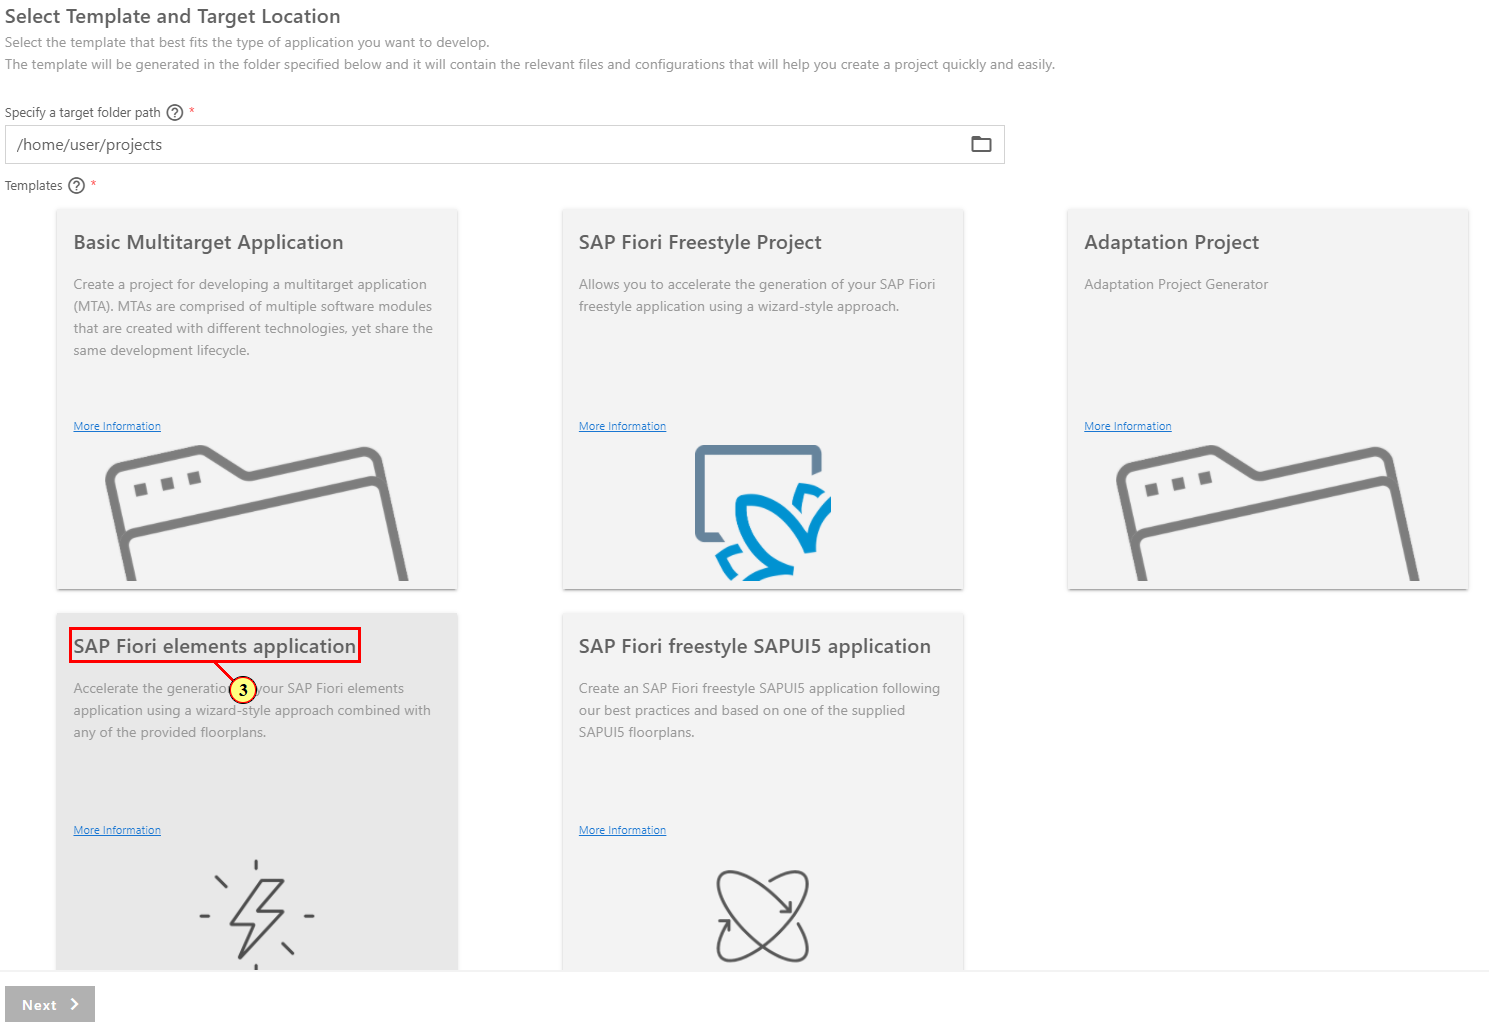 Select Template and Target Location
Select the template that best fits the type of application you want to develop.
The template will be generated in the folder specified below and it will contain the relevant files and configurations that will help you create a project quickly and easily.
Specify a target folder path ? *
/home/user/projects
Templates ? *
Basic Multitarget Application
Create a project for developing a multitarget application
(MTA). MTAs are comprised of multiple software modules
that are created with different technologies, yet share the
same development lifecycle.
More Information
SAP Fiori Freestyle Project
Allows you to accelerate the generation of your SAP Fiori
freestyle application using a wizard-style approach.
More Information
Adaptation Project
Adaptation Project Generator
More Information
SAP Fiori elements application
3
Accelerate the generation your SAP Fiori elements
application using a wizard-style approach combined with
any of the provided floorplans.
More Information
SAP Fiori freestyle SAPUI5 application
Create an SAP Fiori freestyle SAPUI5 application following
our best practices and based on one of the supplied
SAPUI5 floorplans.
More Information
Next